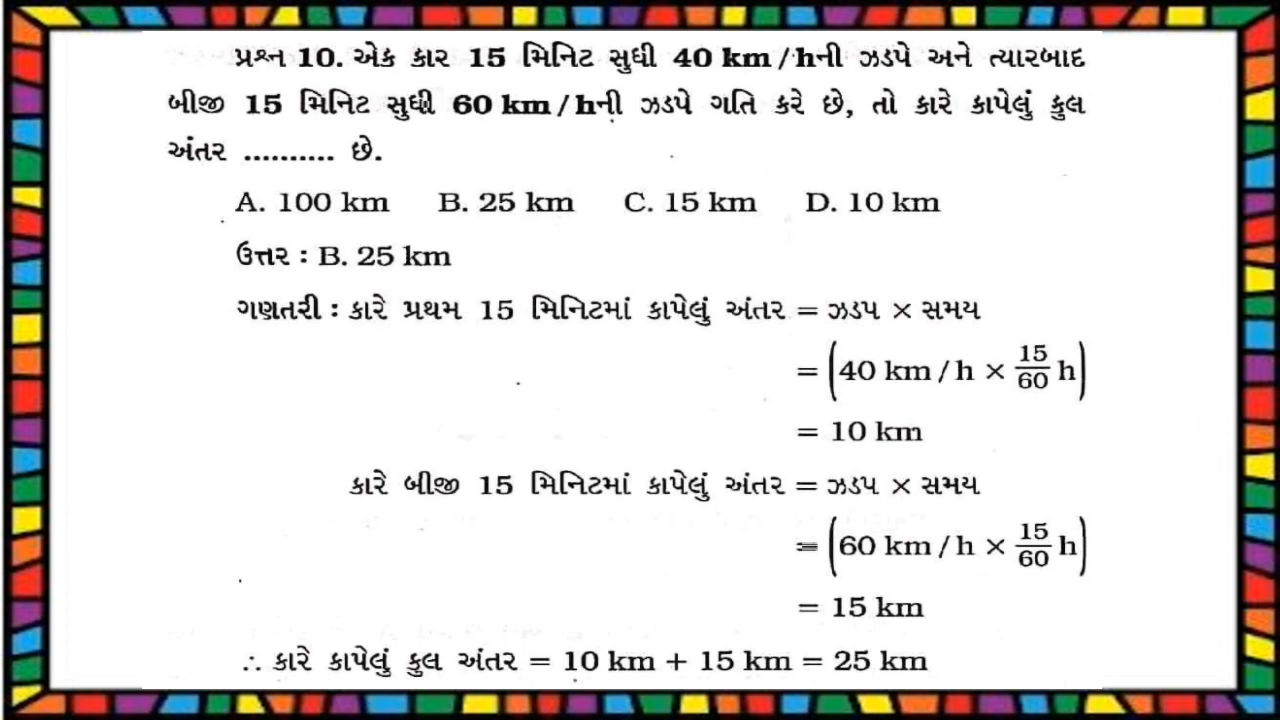 પ્રશ્ન 10. એક કાર 15 મિનિટ સુધી 40 km/hની ઝડપે અને ત્યારબાદ
બીજી 15 મિનિટ સુધી 60 km/hની ઝડપે ગતિ કરે છે, તો કારે કાપેલું કુલ
અંતર .......... છે.
A. 100 km B. 25 km C. 15 km D. 10 km
ઉત્તર : B. 25 km
ગણતરી : કારે પ્રથમ 15 મિનિટમાં કાપેલું અંતર = ઝડપ × સમય
= (40 km/h × 15/60 h)
= 10 km
કારે બીજી 15 મિનિટમાં કાપેલું અંતર = ઝડપ × સમય
= (60 km/h × 15/60 h)
= 15 km
∴ કારે કાપેલું કુલ અંતર = 10 km + 15 km = 25 km